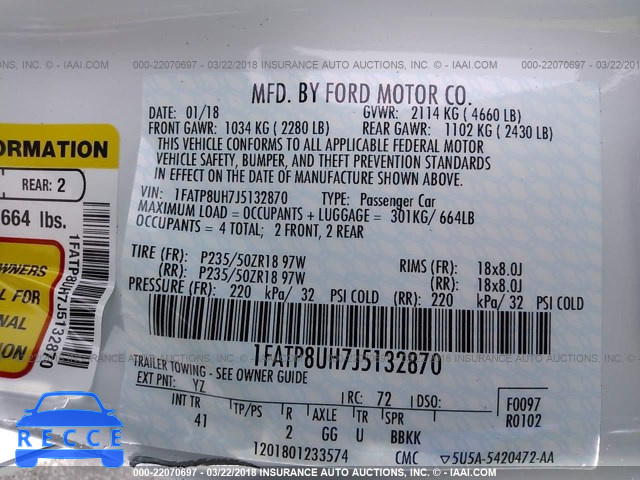 000-22070697 - 03/22/2018 INSURANCE AUTO AUCTIONS, INC. - © IAAI.COM
MFD. BY FORD MOTOR CO.
DATE: 01/18 GVWR: 2114 KG ( 4660 LB)
FRONT GAWR: 1034 KG ( 2280 LB) REAR GAWR: 1102 KG ( 2430 LB)
THIS VEHICLE CONFORMS TO ALL APPLICABLE FEDERAL MOTOR
VEHICLE SAFETY, BUMPER, AND THEFT PREVENTION STANDARDS
IN EFFECT ON THE DATE OF MANUFACTURE SHOWN ABOVE.
VIN: 1FATP8UH7J5132870 TYPE: Passenger Car
MAXIMUM LOAD = OCCUPANTS + LUGGAGE = 301KG/ 664LB
OCCUPANTS = 4 TOTAL; 2 FRONT, 2 REAR
TIRE (FR): P235/50ZR18 97W RIMS (FR): 18x8.0J
(RR): P235/50ZR18 97W (RR): 18x8.0J
PRESSURE (FR): 220 kPa/ 32 PSI COLD (RR): 220 kPa/ 32 PSI COLD
1FATP8UH7J5132870
TRAILER TOWING - SEE OWNER GUIDE
EXT PNT: YZ RC: 72 DSO: F0097
INT TR TP/PS R AXLE TR SPR R0102
41 2 GG U BBKK
1201801233574 CMC ▽5U5A-5420472-AA
ORMATION
REAR: 2
664 lbs.
OWNERS
L FOR
NAL
TION
1FATP8UH7J5132870
RECCE
000-22070697 - 03/22/2018 INSURANCE AUTO AUCTIONS, INC. - © IAAI.COM